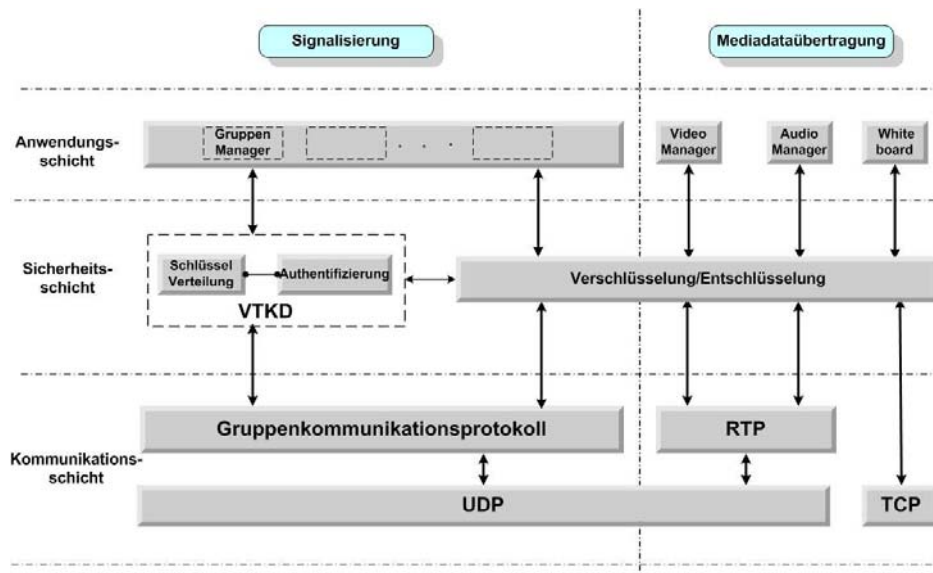 Signalisierung
Mediadataübertragung
Anwendungs-
schicht
Gruppen
Manager
. . .
Video
Manager
Audio
Manager
White
board
Sicherheits-
schicht
Schlüssel
Verteilung
Authentifizierung
VTKD
Verschlüsselung/Entschlüsselung
Kommunikations-
schicht
Gruppenkommunikationsprotokoll
RTP
UDP
TCP